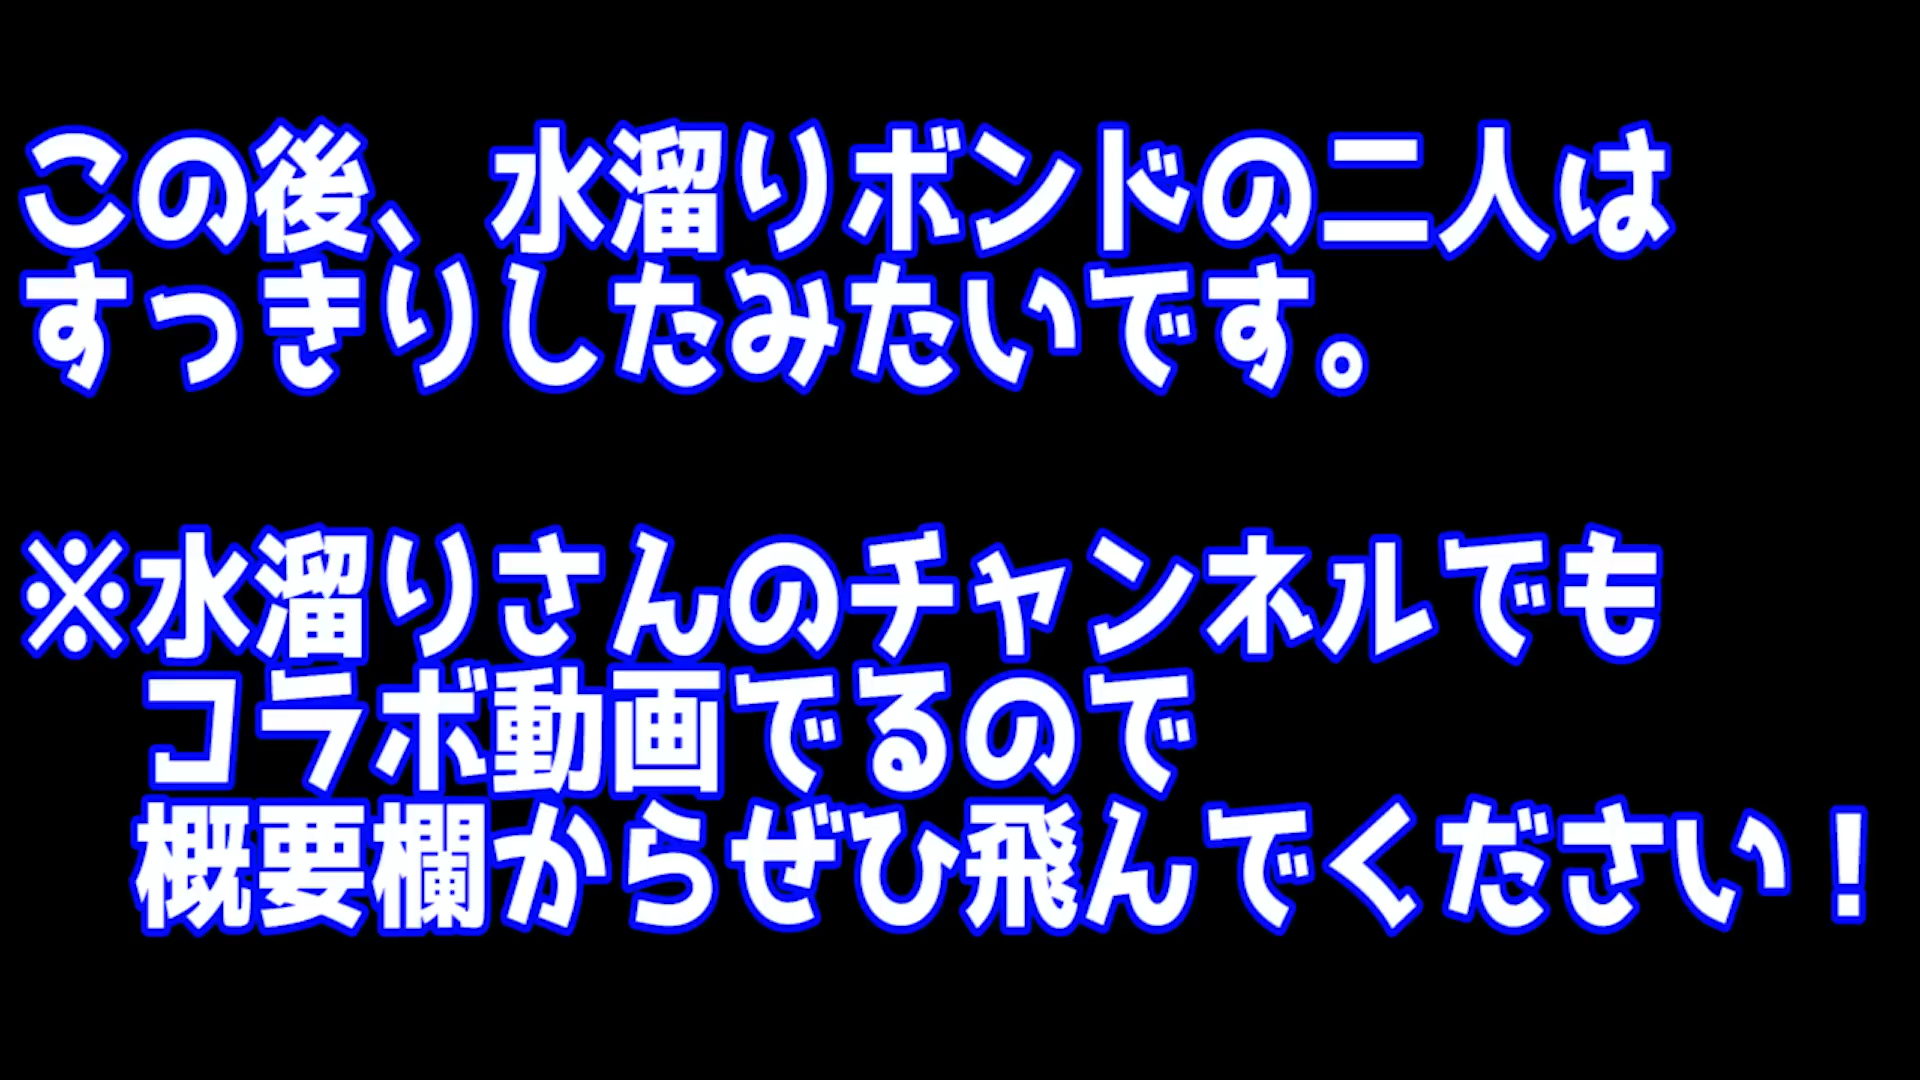 この後、水溜りボンドの二人は
すっきりしたみたいです。
※水溜りさんのチャンネルでも
コラボ動画でるので
概要欄からぜひ飛んでください！